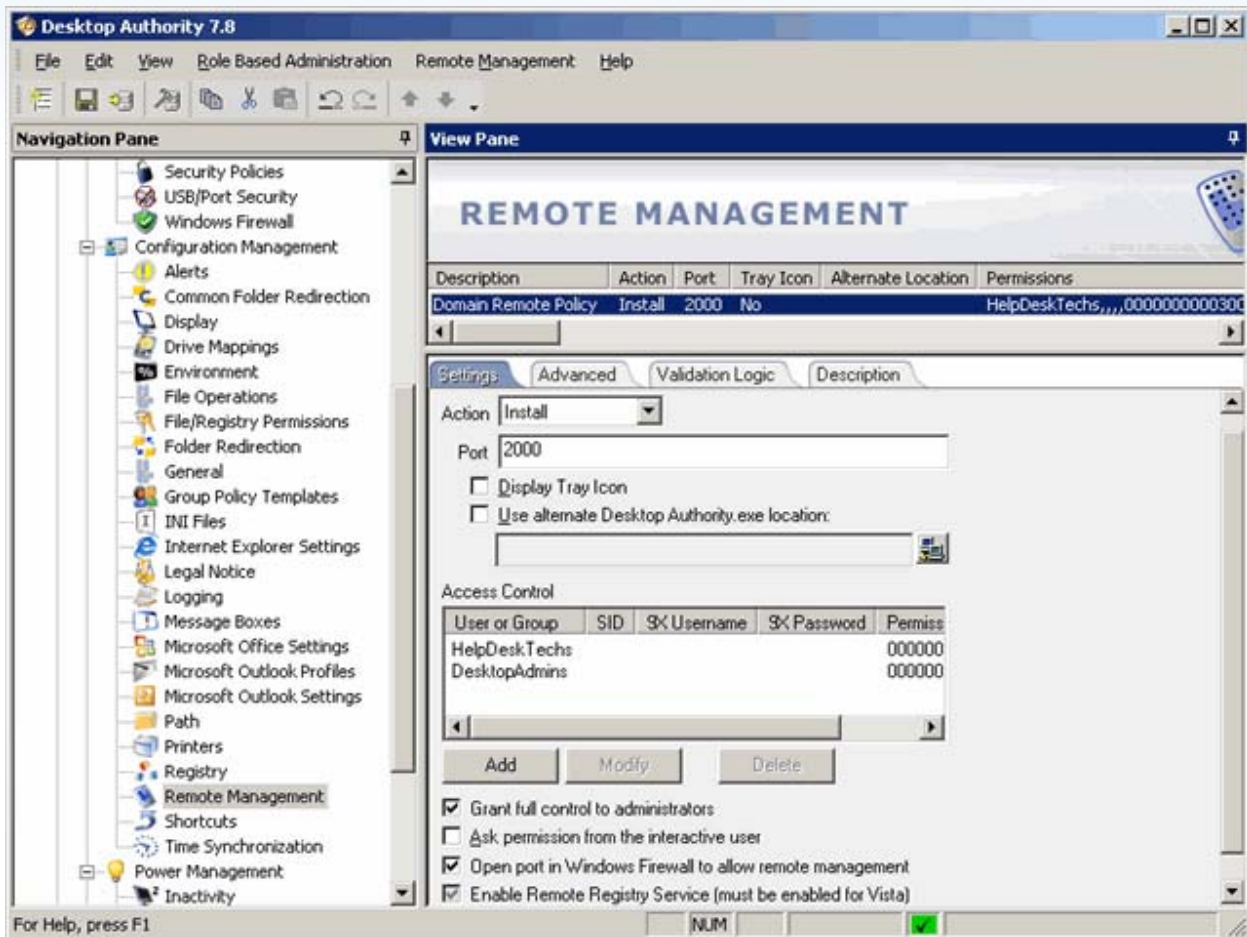 Desktop Authority 7.8
File Edit View Role Based Administration Remote Management Help
Navigation Pane
Security Policies
USB/Port Security
Windows Firewall
Configuration Management
Alerts
Common Folder Redirection
Display
Drive Mappings
Environment
File Operations
File/Registry Permissions
Folder Redirection
General
Group Policy Templates
INI Files
Internet Explorer Settings
Legal Notice
Logging
Message Boxes
Microsoft Office Settings
Microsoft Outlook Profiles
Microsoft Outlook Settings
Path
Printers
Registry
Remote Management
Shortcuts
Time Synchronization
Power Management
Inactivity
View Pane
REMOTE MANAGEMENT
Description Action Port Tray Icon Alternate Location Permissions
Domain Remote Policy Install 2000 No HelpDeskTechs,,,,0000000000300
Settings Advanced Validation Logic Description
Action Install
Port 2000
Display Tray Icon
Use alternate Desktop Authority.exe location:
Access Control
User or Group SID Username Password Permiss
HelpDeskTechs 000000
DesktopAdmins 000000
Add Modify Delete
Grant full control to administrators
Ask permission from the interactive user
Open port in Windows Firewall to allow remote management
Enable Remote Registry Service (must be enabled for Vista)
For Help, press F1 NUM